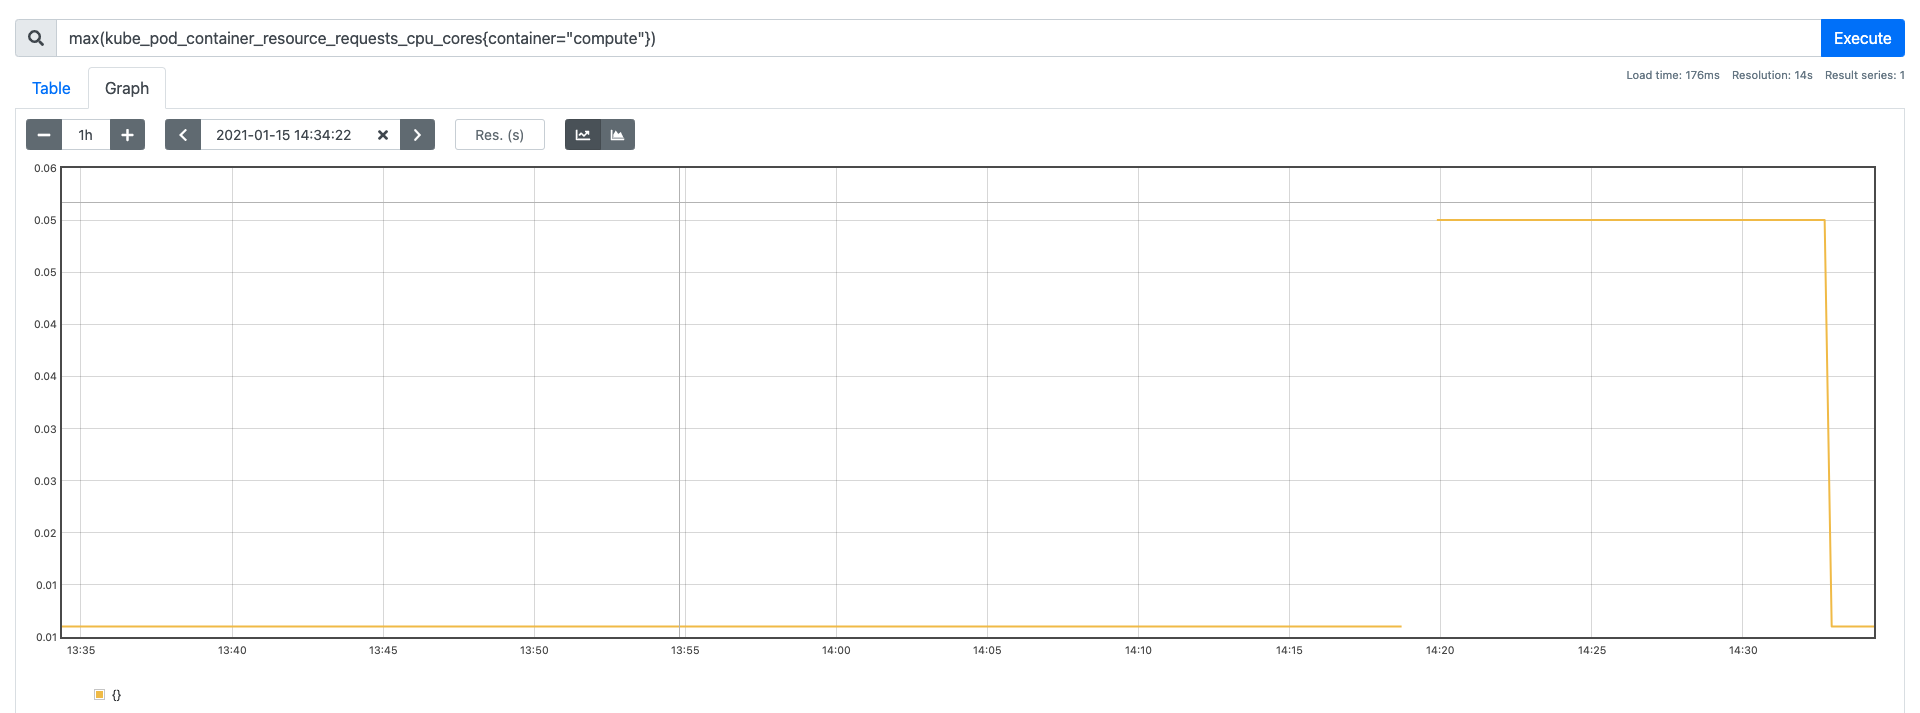 max(kube_pod_container_resource_requests_cpu_cores{container="compute"})
Execute
Load time: 176ms Resolution: 14s Result series: 1
Table
Graph
1h
2021-01-15 14:34:22
Res. (s)
0.06
0.05
0.05
0.04
0.04
0.03
0.03
0.02
0.01
0.01
13:35 13:40 13:45 13:50 13:55 14:00 14:05 14:10 14:15 14:20 14:25 14:30
{}